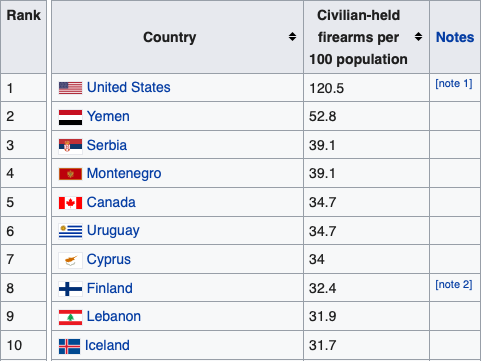 Rank Country Civilian-held firearms per 100 population Notes
1 United States 120.5 [note 1]
2 Yemen 52.8
3 Serbia 39.1
4 Montenegro 39.1
5 Canada 34.7
6 Uruguay 34.7
7 Cyprus 34
8 Finland 32.4 [note 2]
9 Lebanon 31.9
10 Iceland 31.7